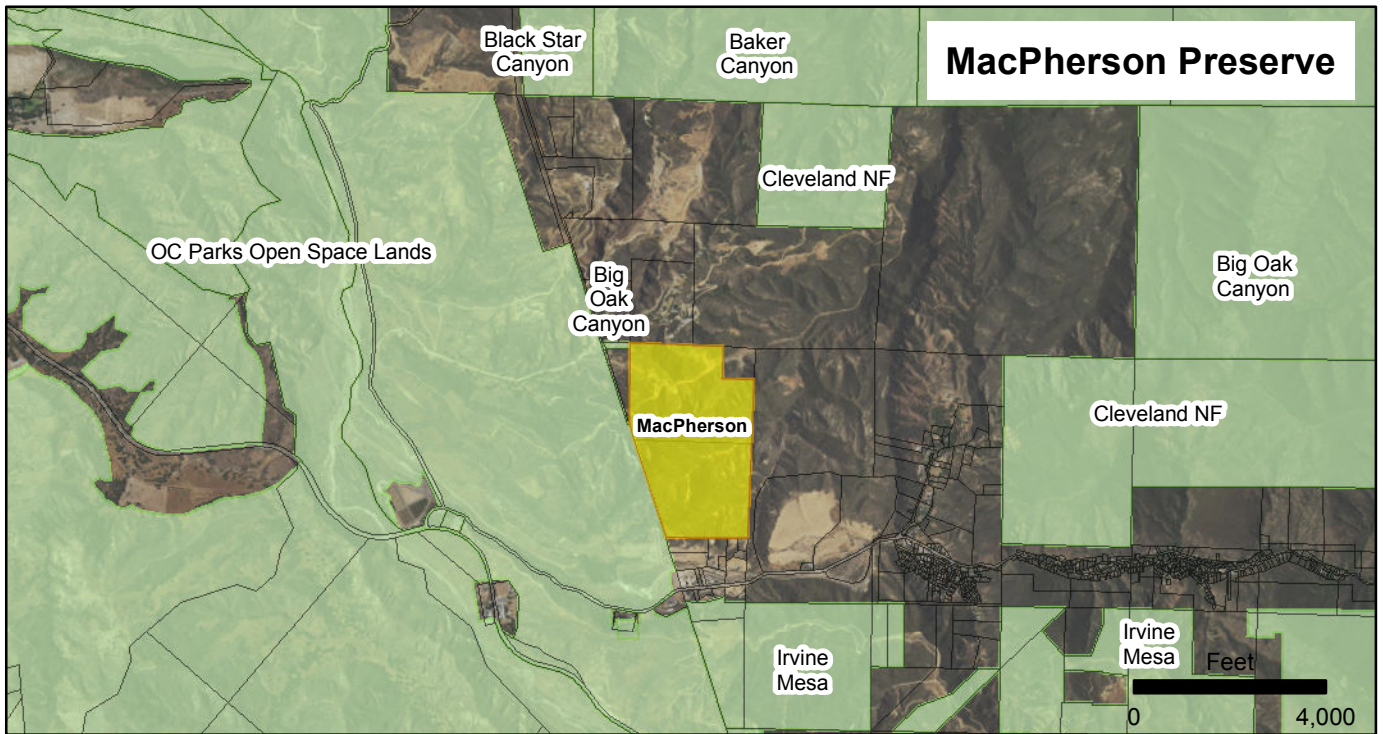 MacPherson Preserve
Black Star
Canyon
Baker
Canyon
Cleveland NF
OC Parks Open Space Lands
Big
Oak
Canyon
Big Oak
Canyon
MacPherson
Cleveland NF
Irvine
Mesa
Irvine
Mesa
Feet
0 4,000